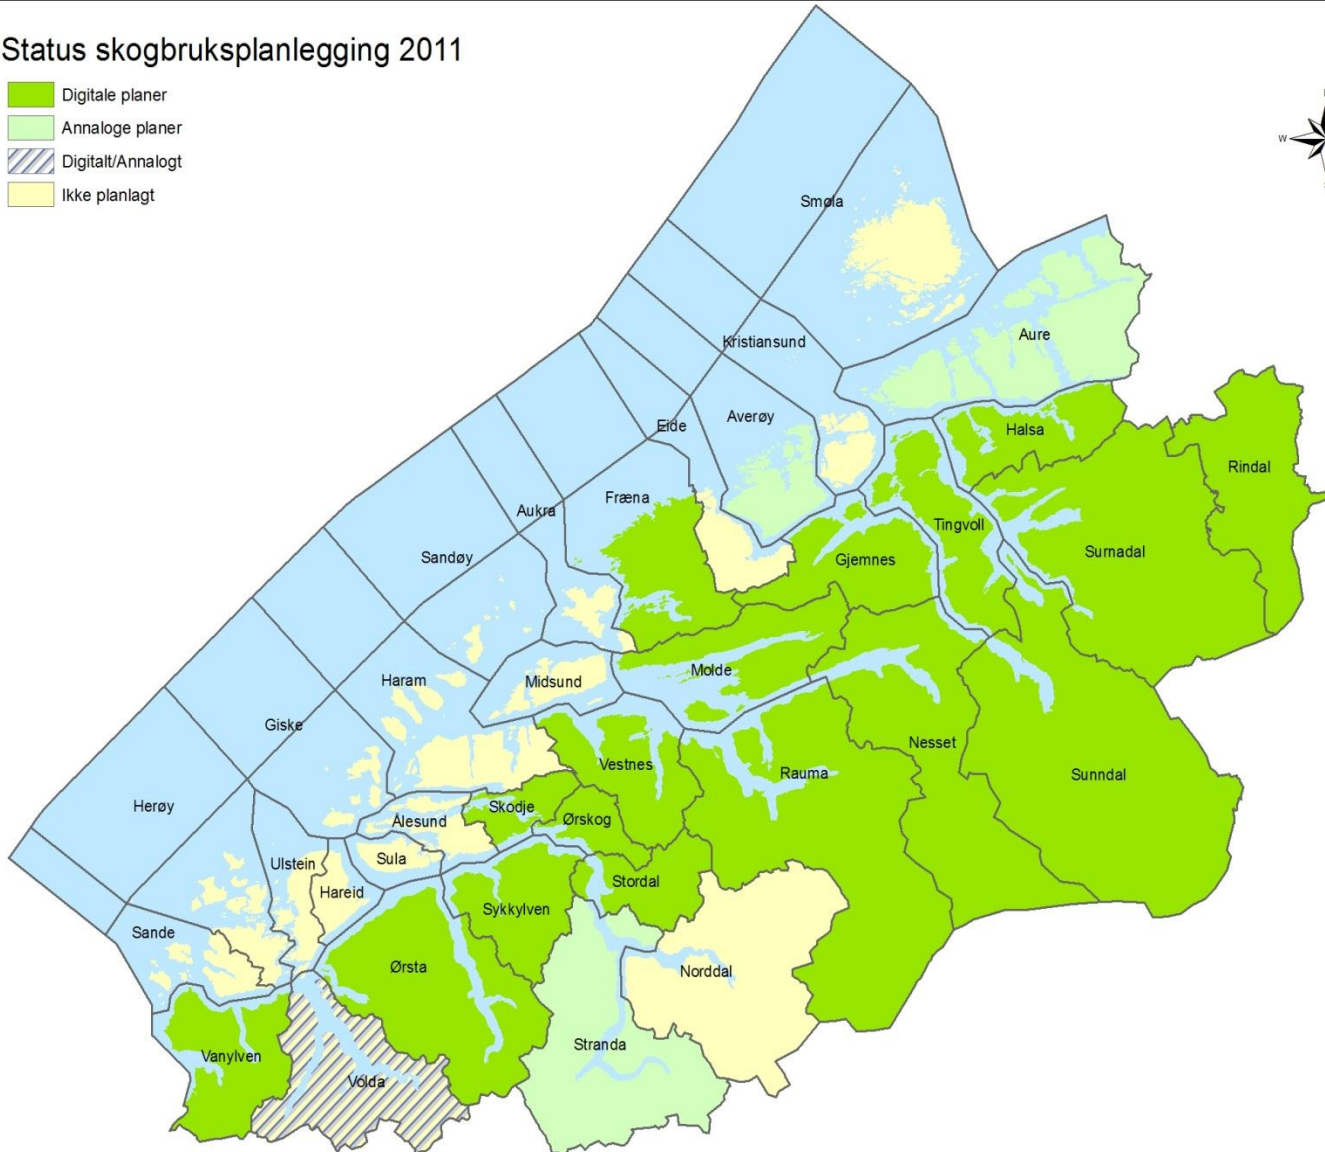 Status skogbruksplanlegging 2011
Digitale planer
Annaloge planer
Digitalt/Annalogt
Ikke planlagt
W
Smøla
Kristiansund
Aure
Averøy
Eide
Halsa
Rindal
Fræna
Aukra
Tingvoll
Sandøy
Surnadal
Gjemnes
Molde
Haram
Midsund
Giske
Nesset
Vestnes
Rauma
Sunndal
Herøy
Skodje
Ørskog
Ålesund
Sula
Ulstein
Hareid
Stordal
Sykkylven
Sande
Ørsta
Norddal
Stranda
Vanylven
Volda